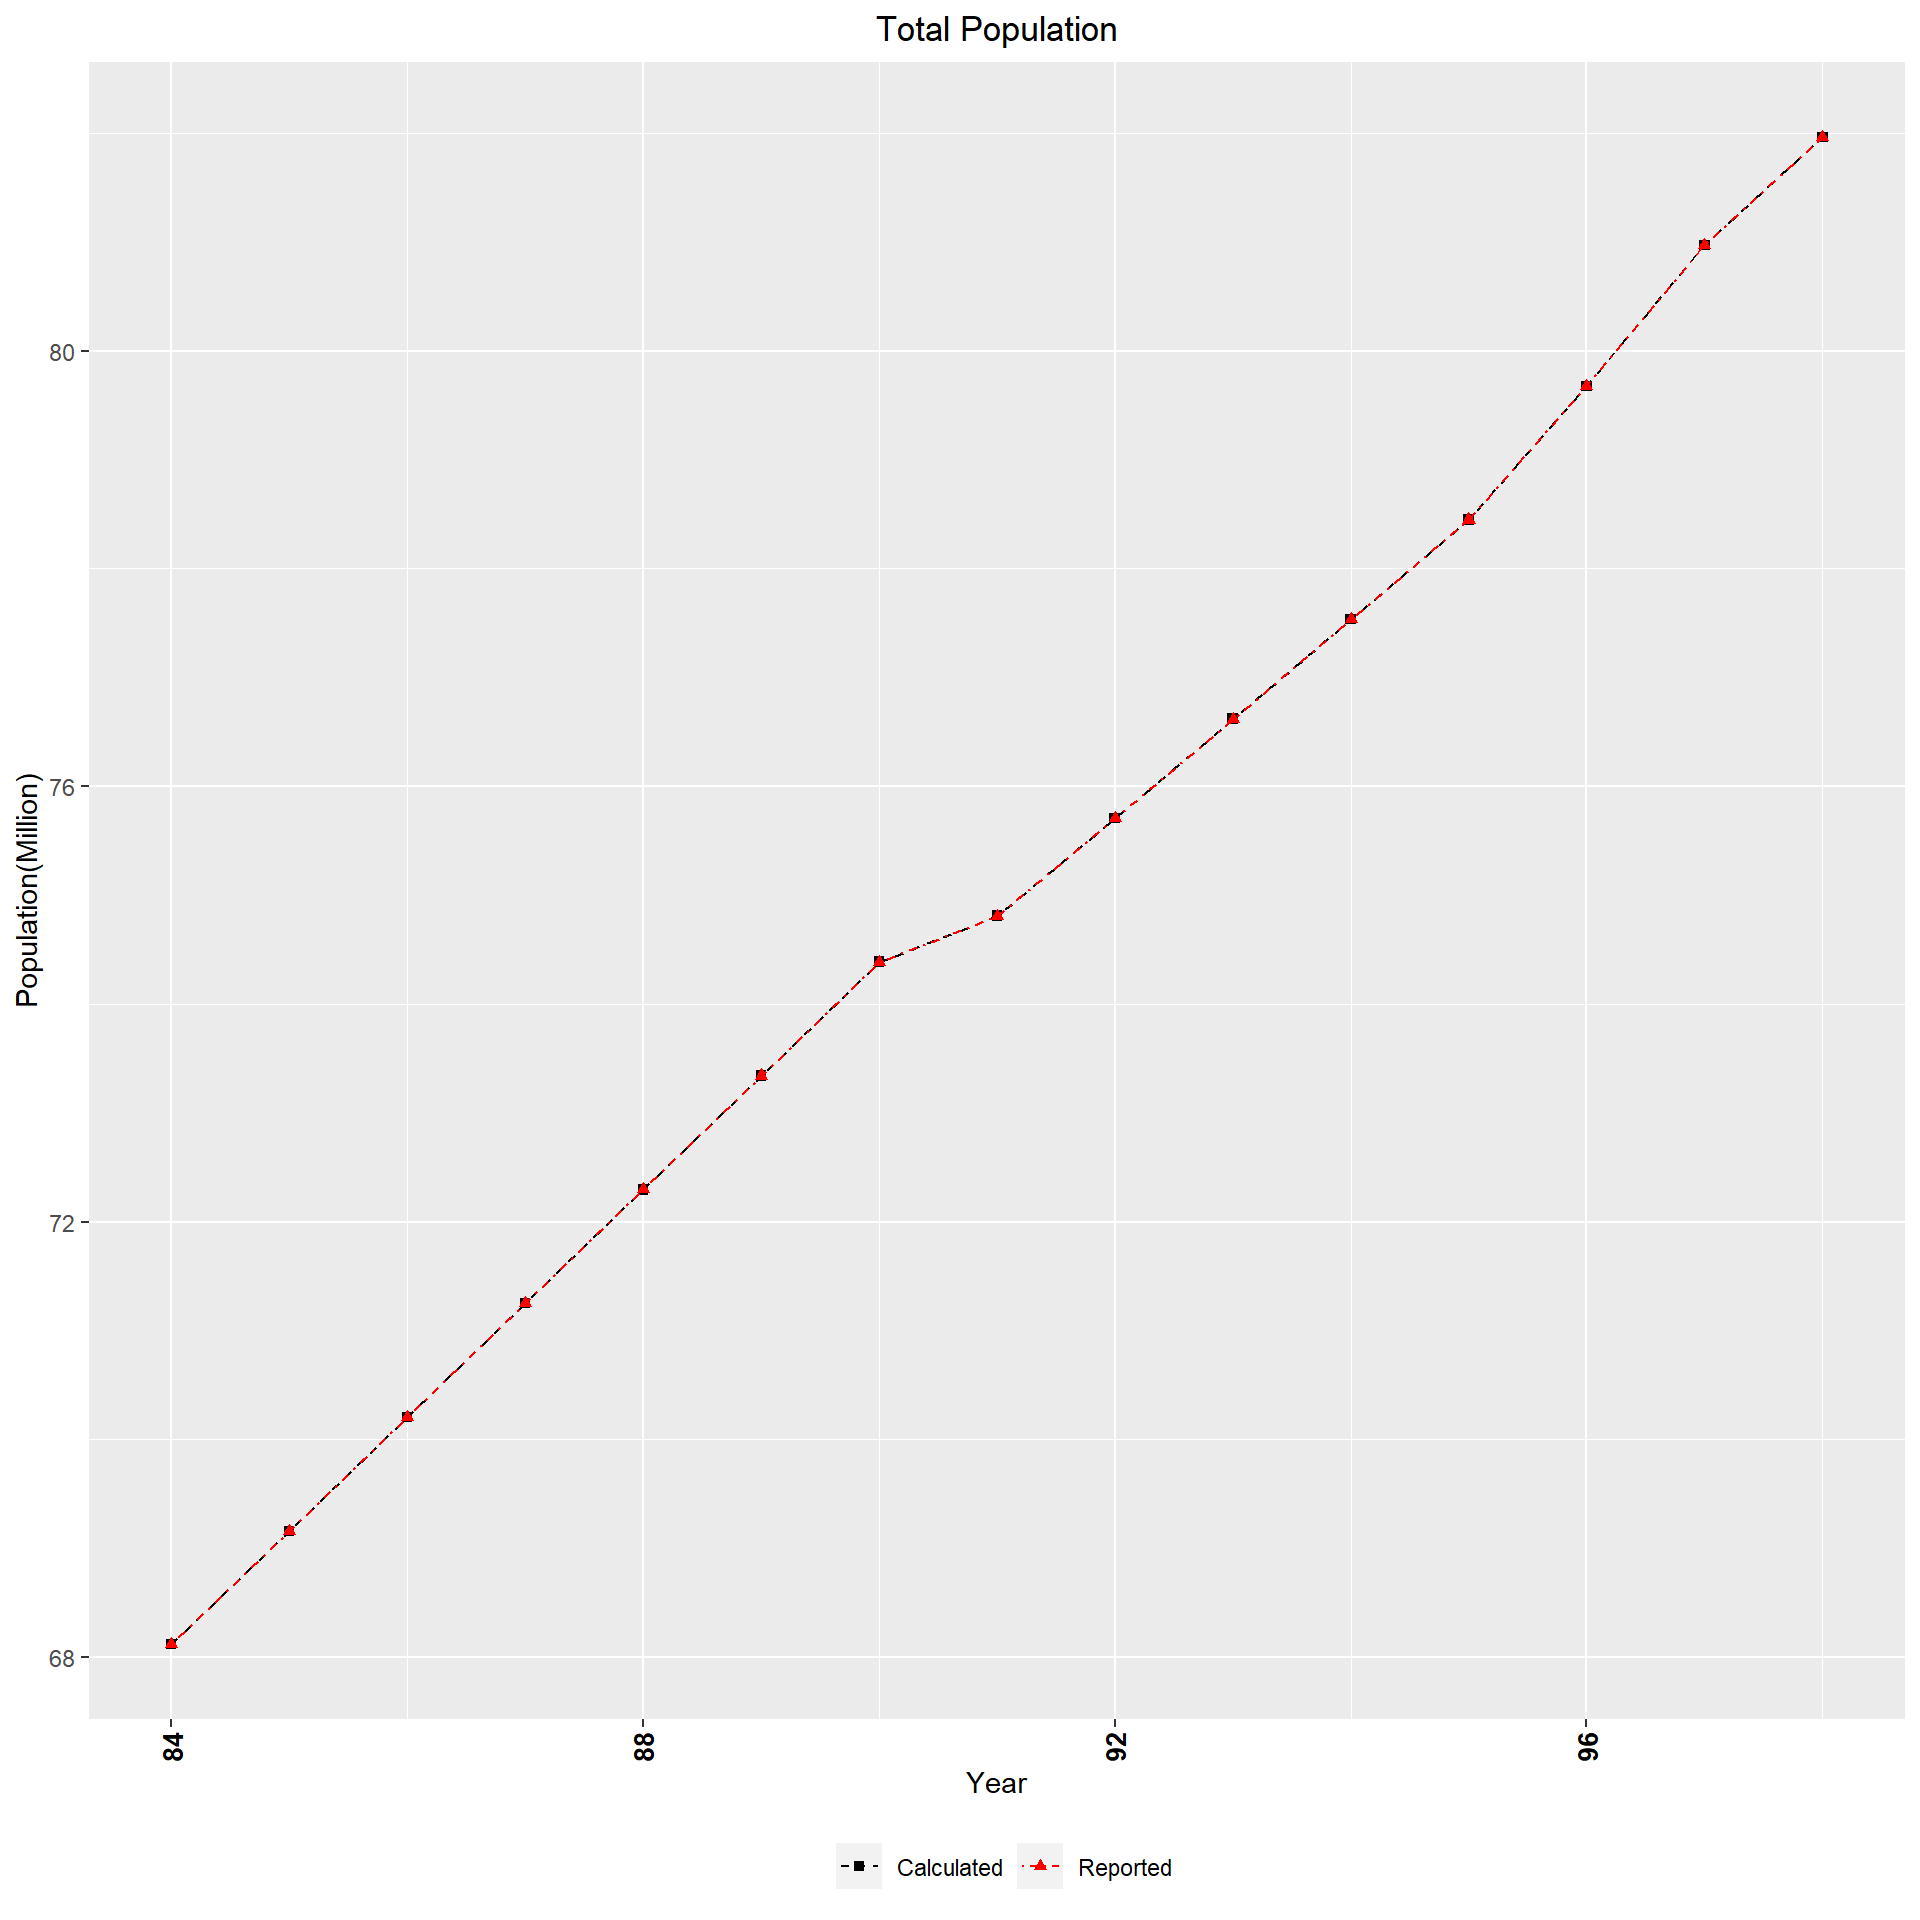 Total Population
Population(Million)
80
76
72
68
84 88 92 96
Year
Calculated Reported